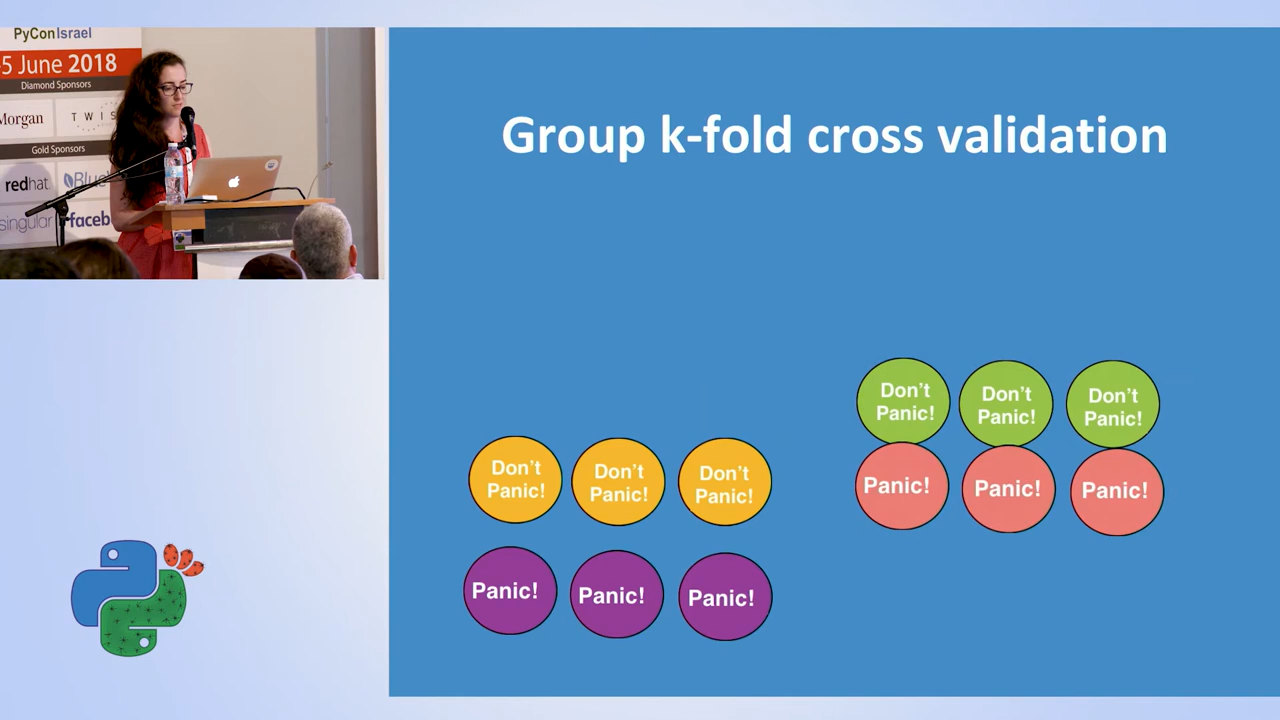 PyConIsrael
5 June 2018
Diamond Sponsors
Morgan
TWIS
Gold Sponsors
redhat
Blue
singular
faceb
Group k-fold cross validation
Don't
Panic!
Don't
Panic!
Don't
Panic!
Panic!
Panic!
Panic!
Don't
Panic!
Don't
Panic!
Don't
Panic!
Panic!
Panic!
Panic!